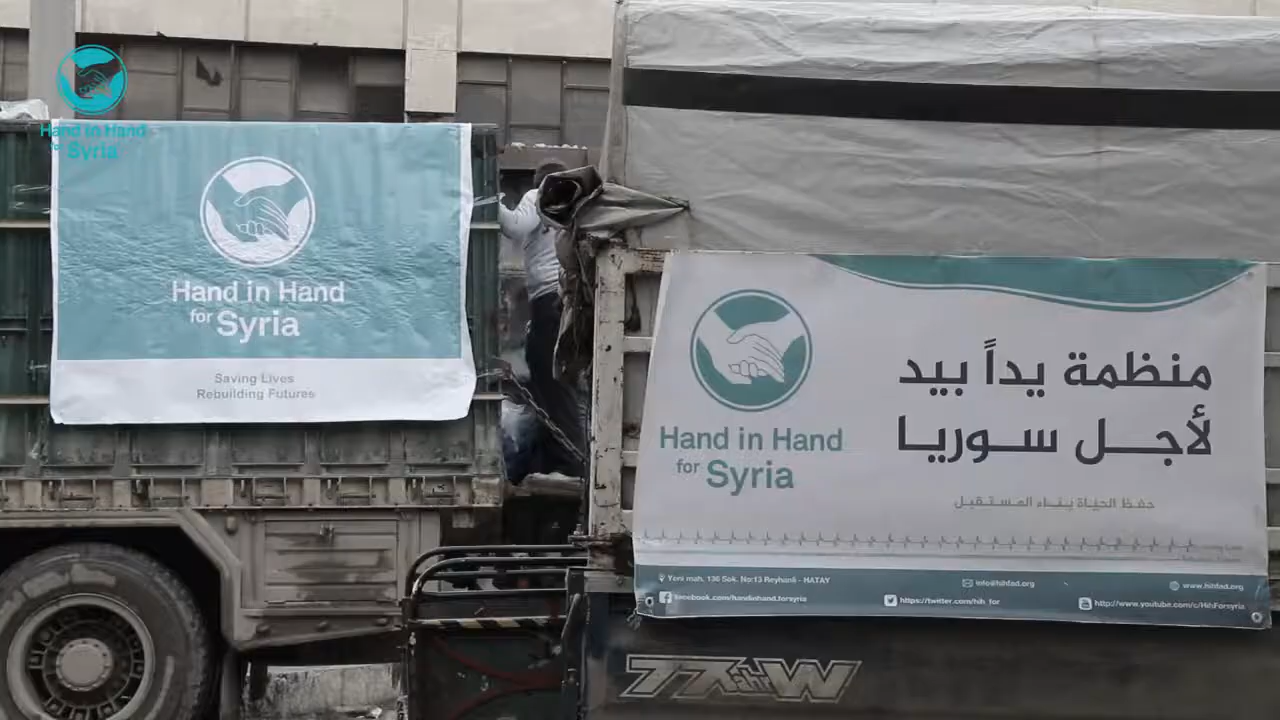 Hand in Hand
for Syria
Hand in Hand
for Syria
Saving Lives
Rebuilding Futures
Hand in Hand
for Syria
منظمة يداً بيد
لأجل سوريا
حفظ الحياة بناء المستقبل
Yeni mah, 136 Sok. No:13 Reyhanli - HATAY
info@hihfad.org
www.hihfad.org
facebook.com/handinhand.forsyria
https://twitter.com/hih_for
http://www.youtube.com/c/HihForsyria